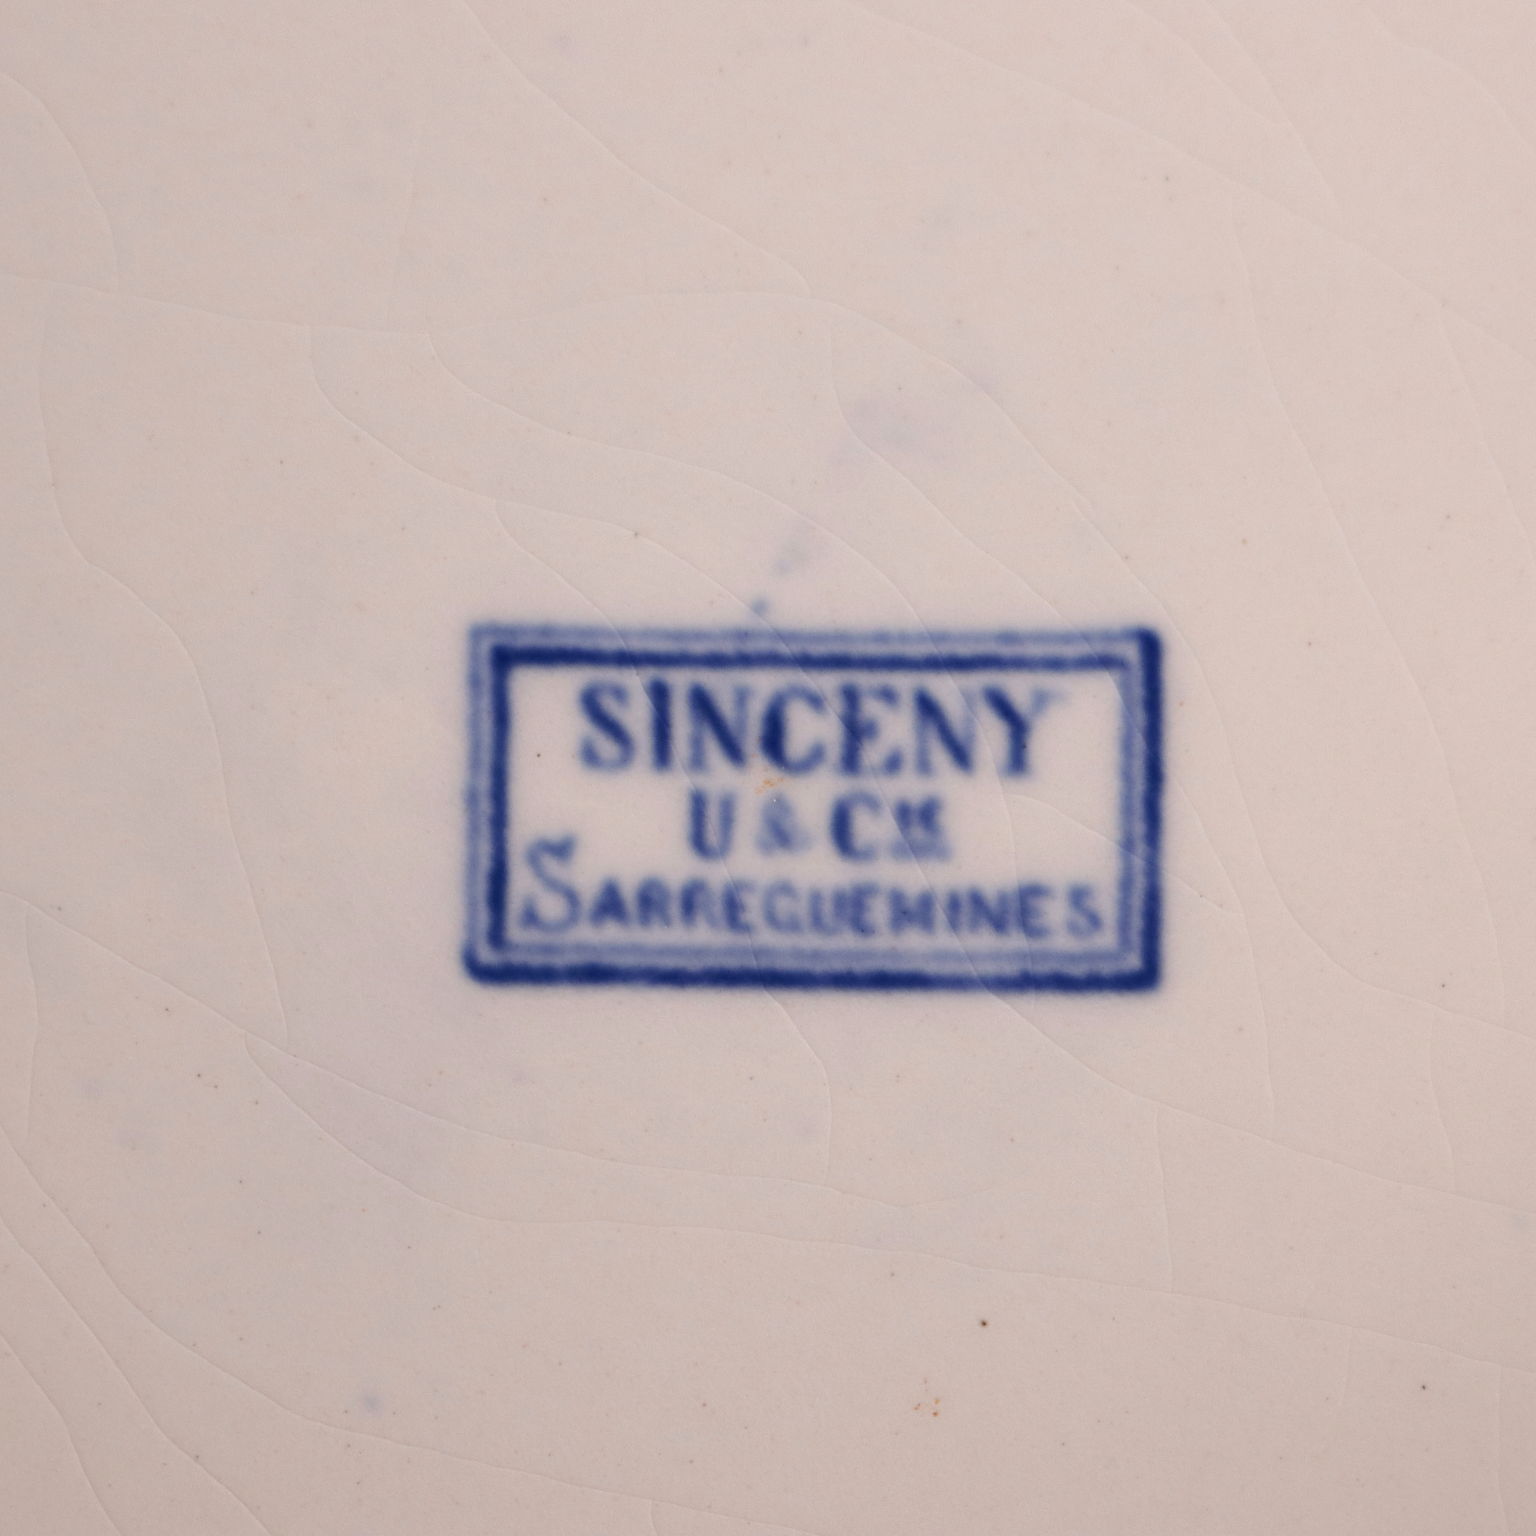 SINCENY
U & Cie
SARREGUEMINES